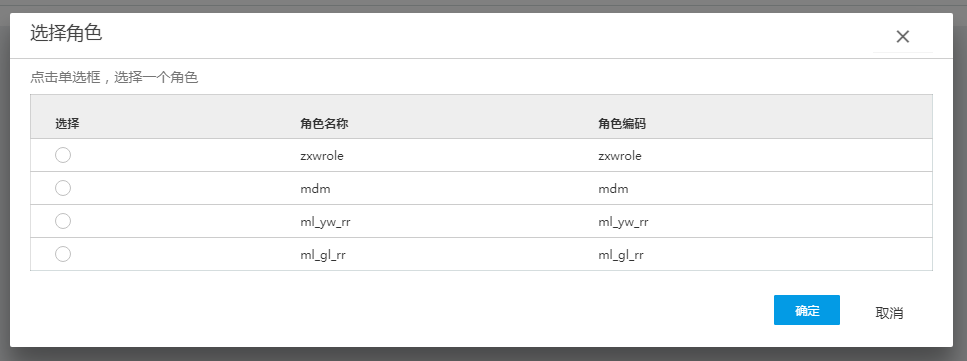 选择角色
点击单选框，选择一个角色
选择 角色名称 角色编码
zxwrole zxwrole
mdm mdm
ml_yw_rr ml_yw_rr
ml_gl_rr ml_gl_rr
确定 取消